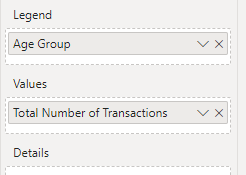 Legend
Age Group
Values
Total Number of Transactions
Details